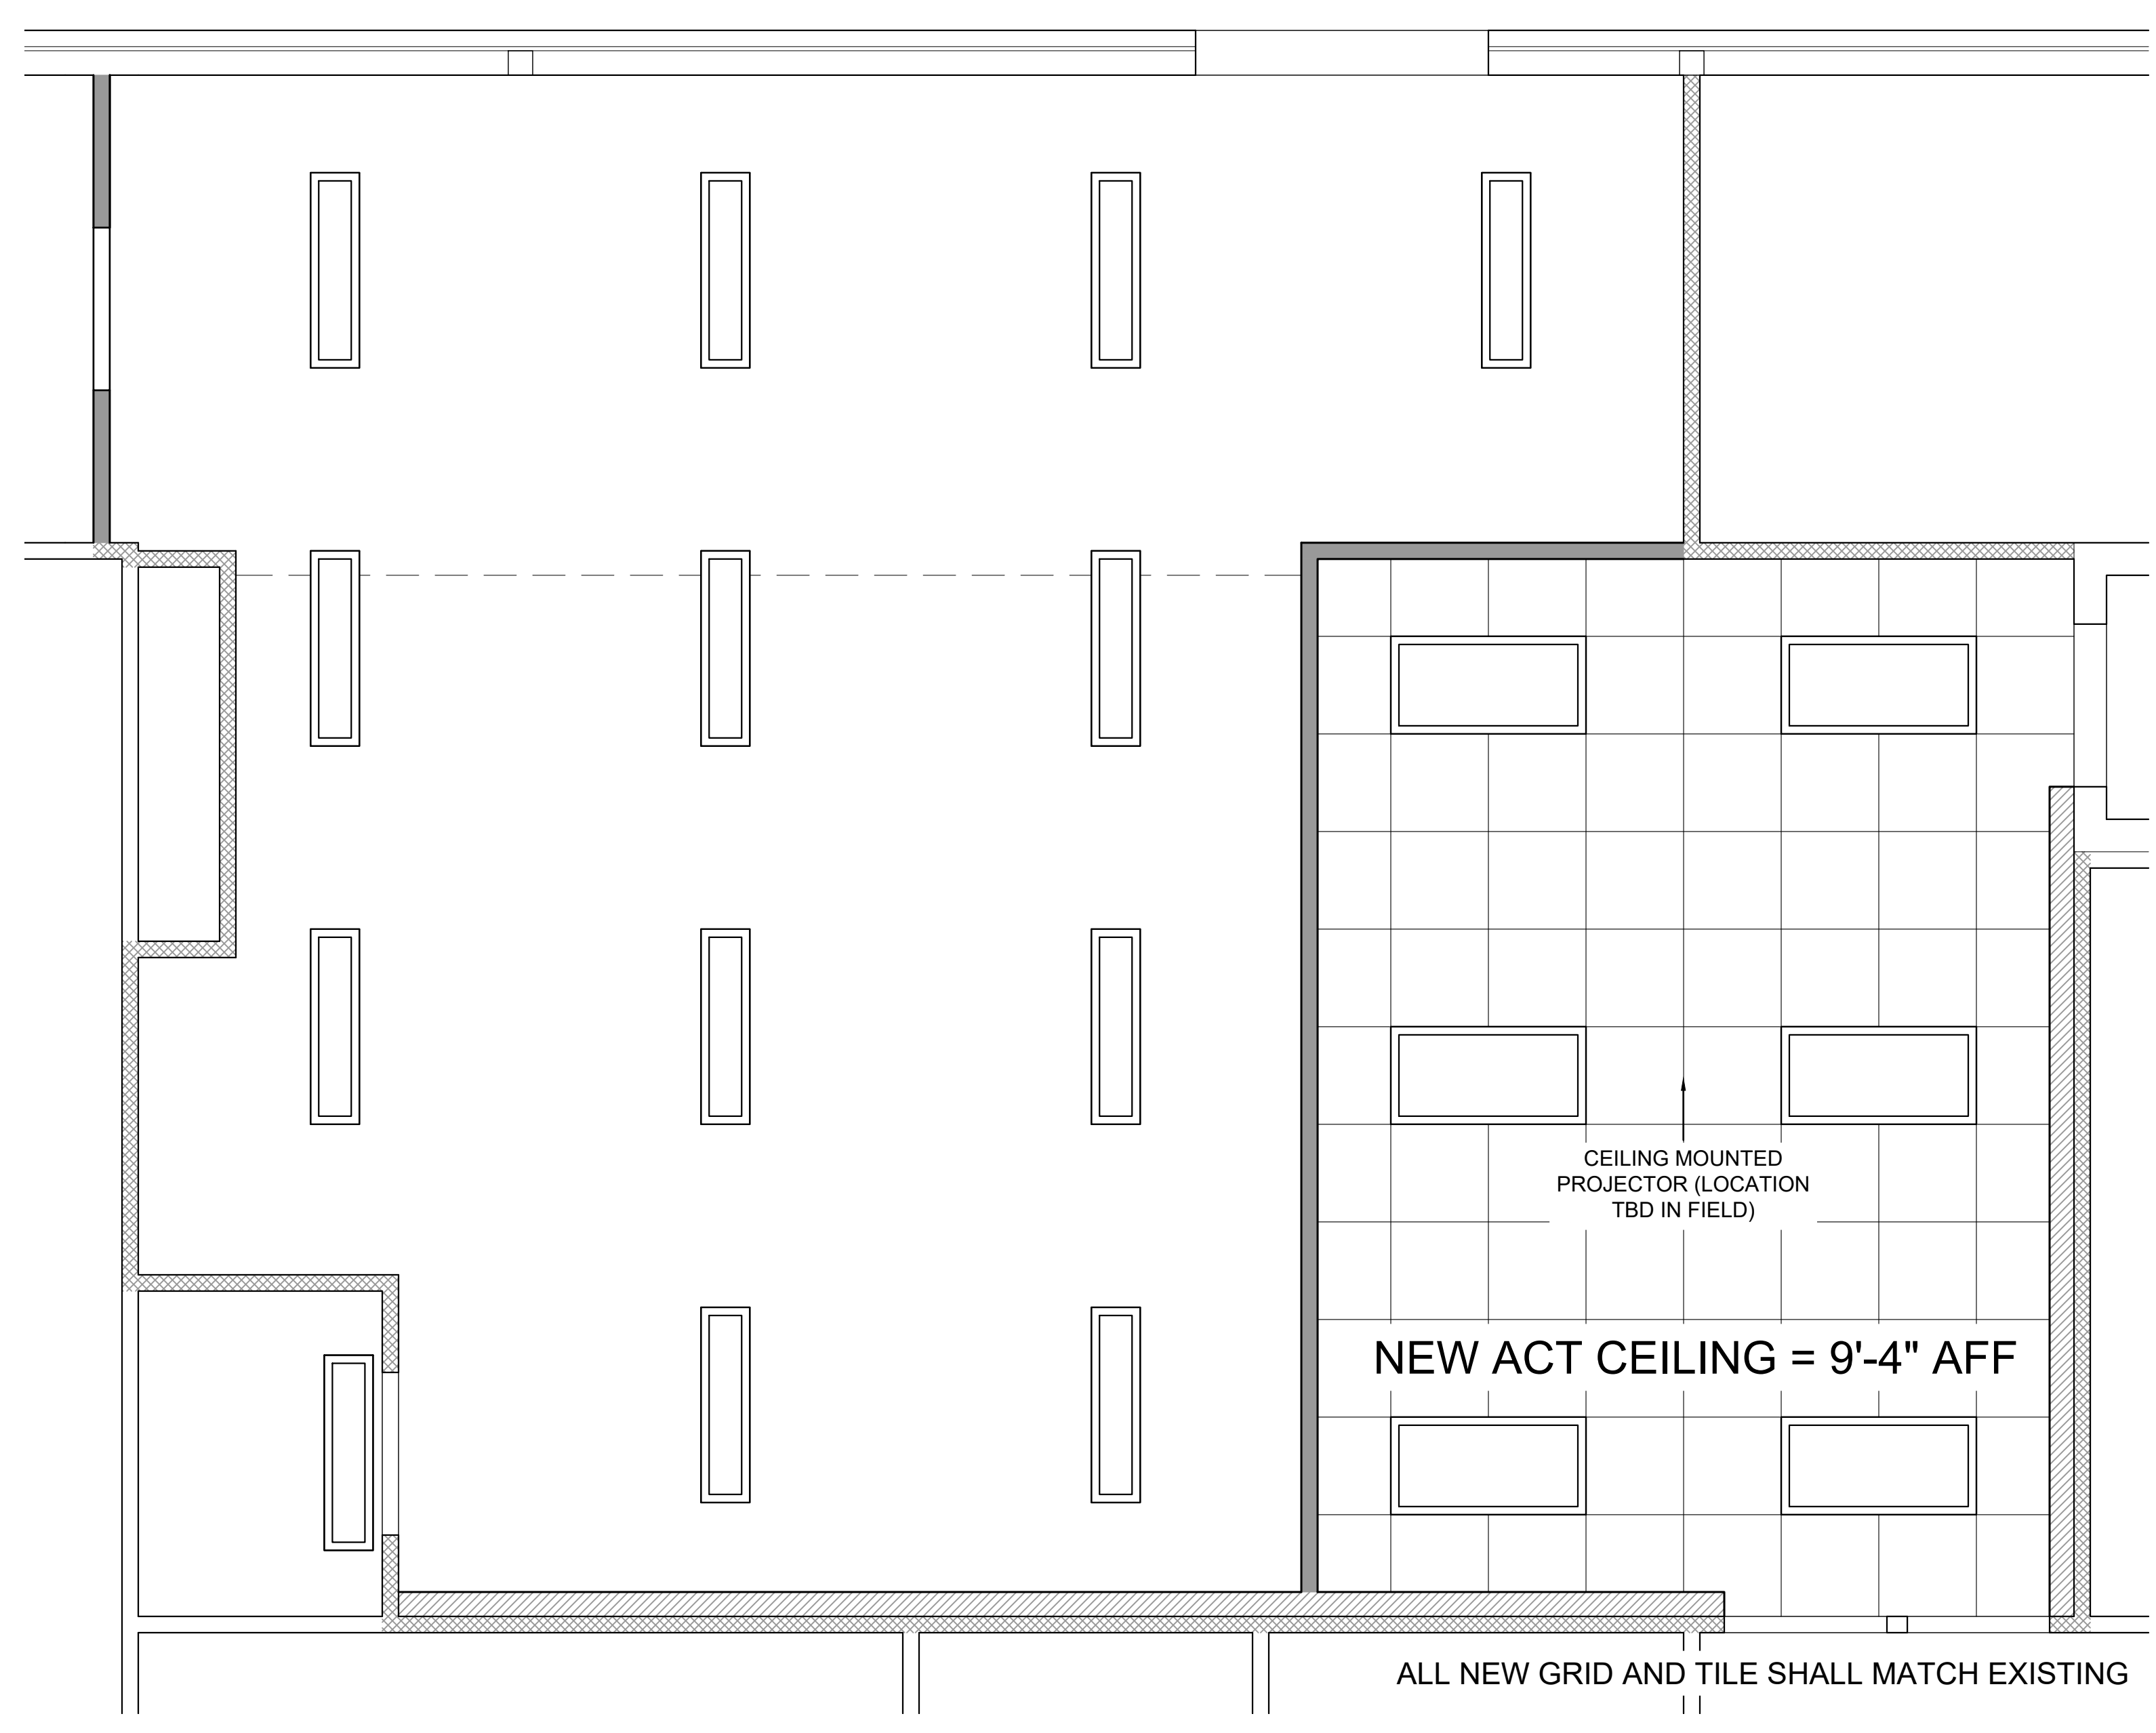 CEILING MOUNTED
PROJECTOR (LOCATION
TBD IN FIELD)
NEW ACT CEILING = 9'-4" AFF
ALL NEW GRID AND TILE SHALL MATCH EXISTING